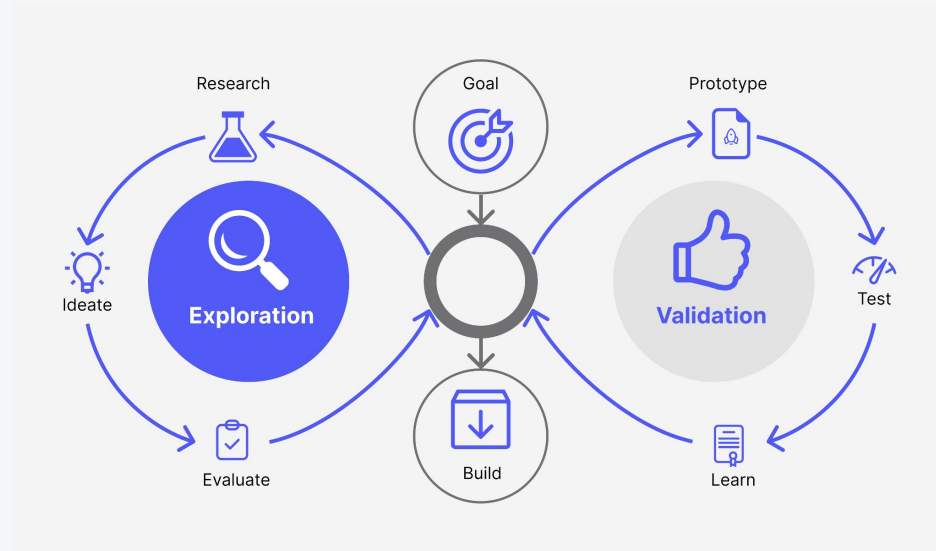 Research
Goal
Prototype
Ideate
Exploration
Validation
Test
Evaluate
Build
Learn